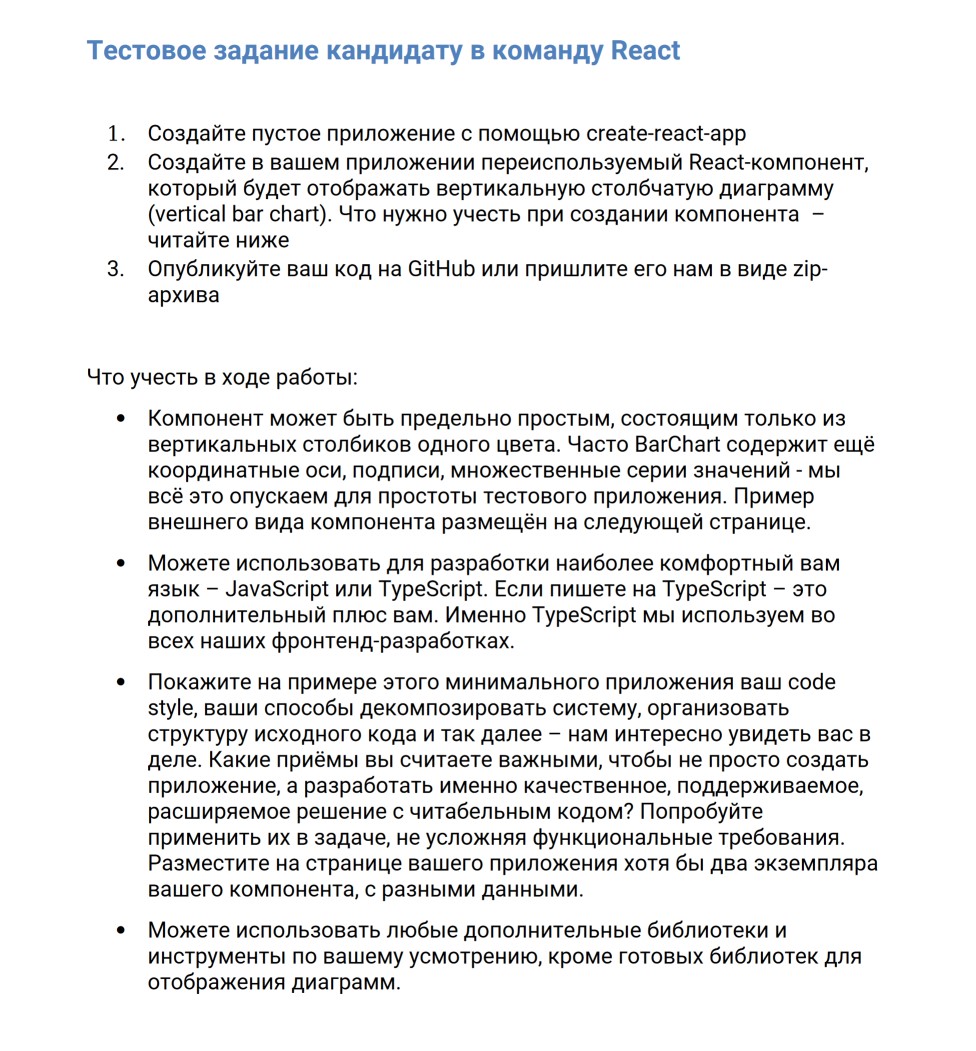 Тестовое задание кандидату в команду React
1. Создайте пустое приложение с помощью create-react-app
2. Создайте в вашем приложении переиспользуемый React-компонент,
который будет отображать вертикальную столбчатую диаграмму
(vertical bar chart). Что нужно учесть при создании компонента –
читайте ниже
3. Опубликуйте ваш код на GitHub или пришлите его нам в виде zip-
архива
Что учесть в ходе работы:
• Компонент может быть предельно простым, состоящим только из
вертикальных столбиков одного цвета. Часто BarChart содержит ещё
координатные оси, подписи, множественные серии значений - мы
всё это опускаем для простоты тестового приложения. Пример
внешнего вида компонента размещён на следующей странице.
• Можете использовать для разработки наиболее комфортный вам
язык – JavaScript или TypeScript. Если пишете на TypeScript – это
дополнительный плюс вам. Именно TypeScript мы используем во
всех наших фронтенд-разработках.
• Покажите на примере этого минимального приложения ваш code
style, ваши способы декомпозировать систему, организовать
структуру исходного кода и так далее – нам интересно увидеть вас в
деле. Какие приёмы вы считаете важными, чтобы не просто создать
приложение, а разработать именно качественное, поддерживаемое,
расширяемое решение с читабельным кодом? Попробуйте
применить их в задаче, не усложняя функциональные требования.
Разместите на странице вашего приложения хотя бы два экземпляра
вашего компонента, с разными данными.
• Можете использовать любые дополнительные библиотеки и
инструменты по вашему усмотрению, кроме готовых библиотек для
отображения диаграмм.